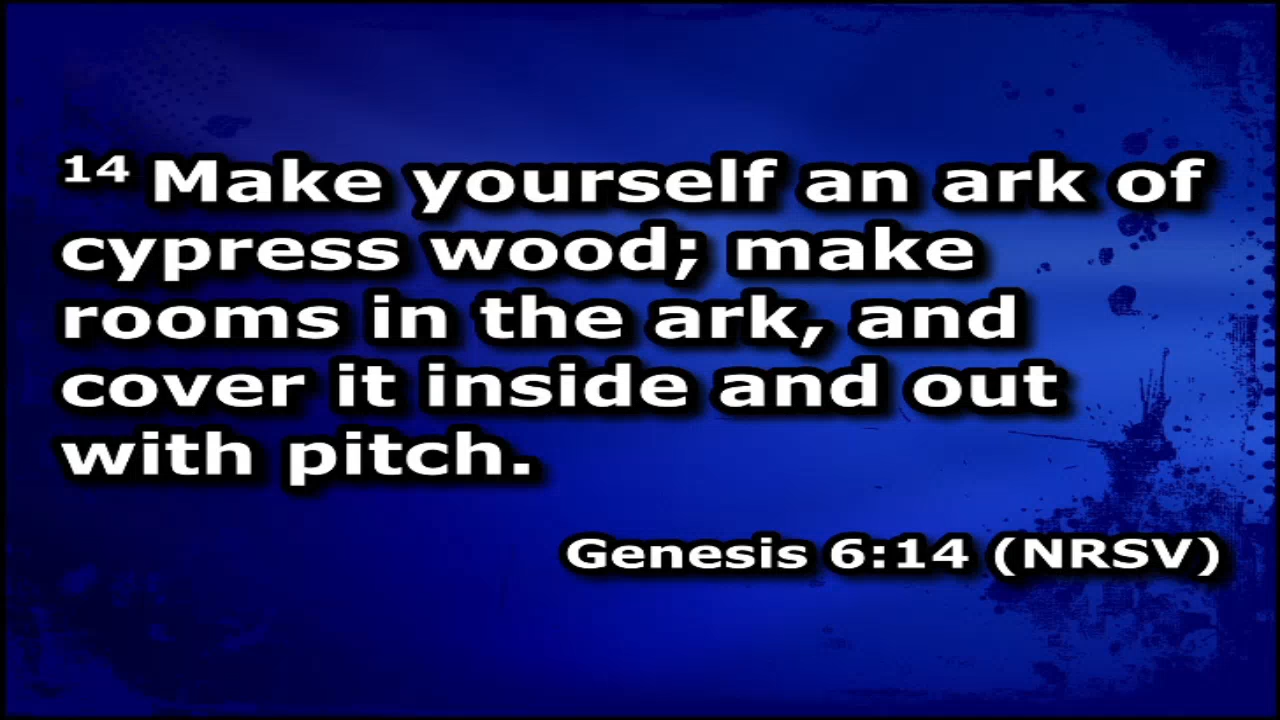 14 Make yourself an ark of
cypress wood; make
rooms in the ark, and
cover it inside and out
with pitch.
Genesis 6:14 (NRSV)